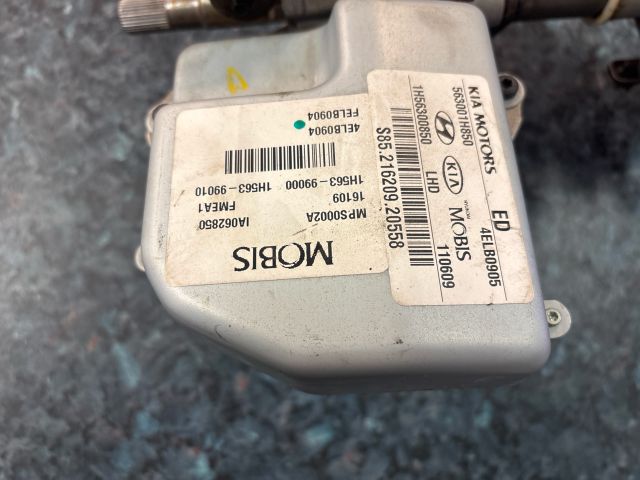 KIA MOTORS ED
563001H850 4ELB0905
KIA MOBIS
1H56300850 LHD 110609
S85.216209.20558
MOBIS
MPS0002A IA062850
16109 FMEA1
1H563-99000 1H563-99010
4ELB0904
FELB0904